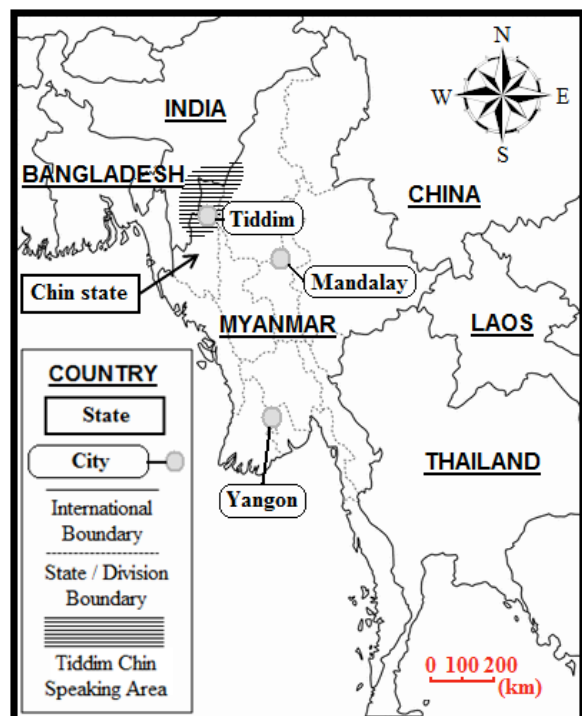 N
W
E
S
INDIA
BANGLADESH
CHINA
Tiddim
Mandalay
Chin state
MYANMAR
LAOS
COUNTRY
State
City
International
Boundary
State / Division
Boundary
Tiddim Chin
Speaking Area
Yangon
THAILAND
0 100 200
(km)